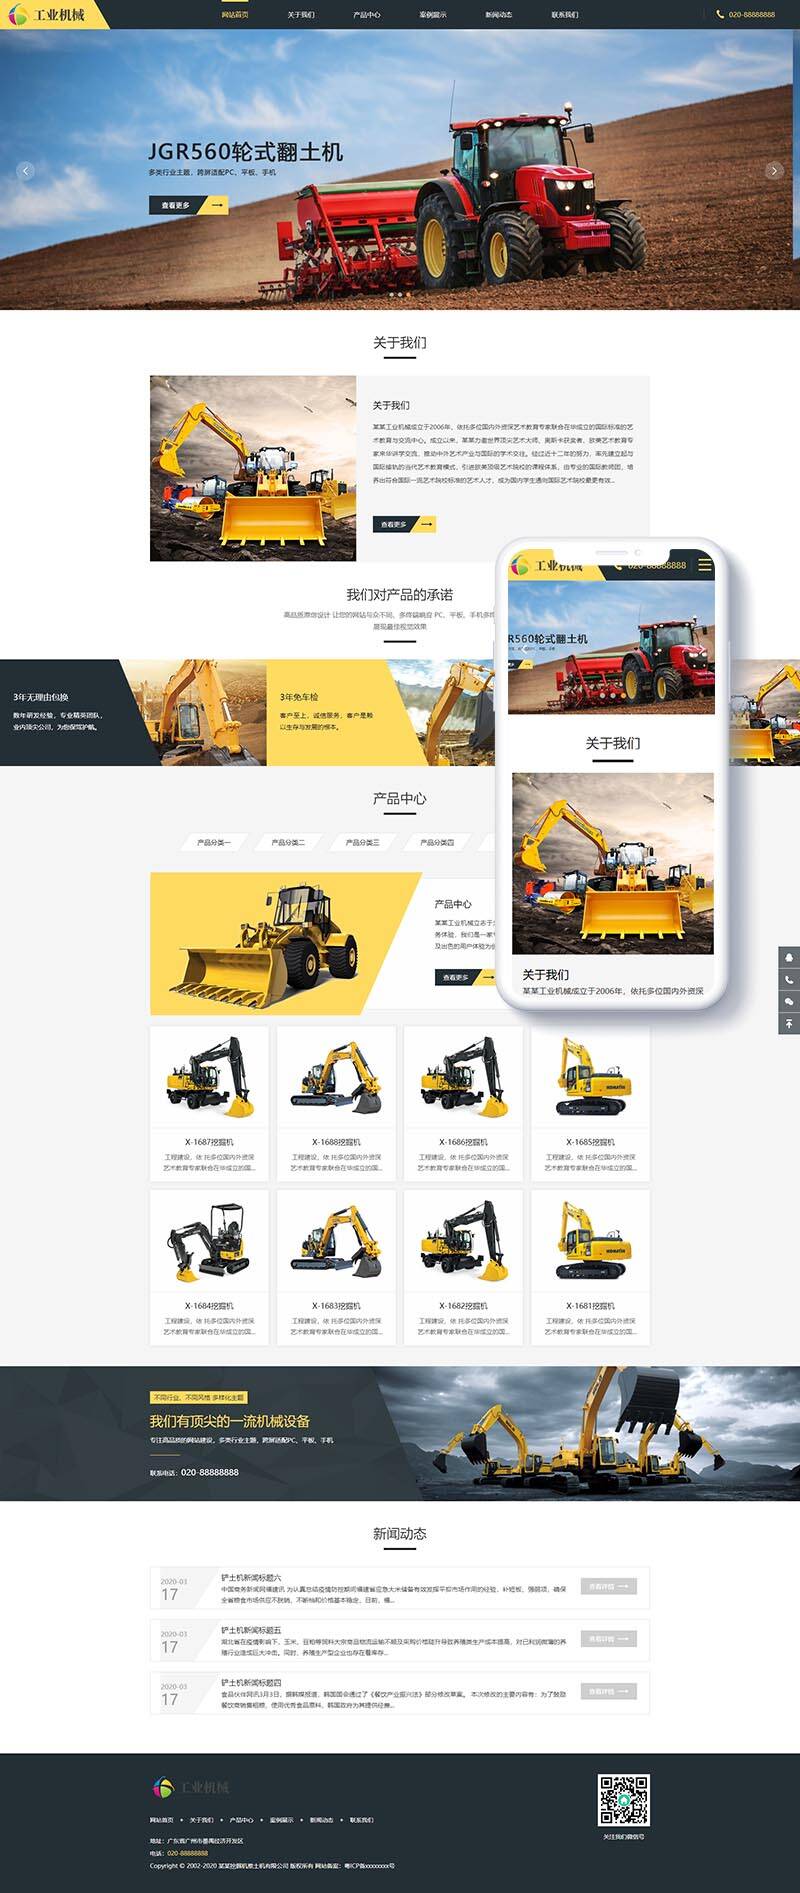 工业机械
网站首页
关于我们
产品中心
案例展示
新闻动态
联系我们
020-88888888
JGR560轮式翻土机
多类行业主题，跨屏适配PC、平板、手机
查看更多
关于我们
关于我们
某某工业机械成立于2006年，依托多位国内外资深艺术教育专家联合在华成立的国际标准的艺
术教育与交流中心。成立以来，某某力邀世界顶尖艺术大师、奥斯卡获奖者、欧美艺术教育专
家来华讲学交流，推动中外艺术产业与国际的学术交往。经过近十二年的努力，率先建立起与
国际接轨的当代艺术教育模式，引进欧美顶级艺术院校的课程体系，由专业的国际教师团，培
养出符合国际一流艺术院校标准的艺术人才，成为国内学生通向国际艺术院校最更有效...
查看更多
我们对产品的承诺
高品质原创设计 让您的网站与众不同、多终端响应 PC、平板、手机多终
展现最佳视觉效果
3年无理由包换
数年研发经验，专业精英团队，
业内顶尖公司，为您保驾护航。
3年免车检
客户至上，诚信服务，客户是赖
以生存与发展的根本。
产品中心
产品分类一
产品分类二
产品分类三
产品分类四
产品中心
某某工业机械立志于
务体验，我们是一家
及出色的用户体验为
查看更多
工业机械
020-88888888
R560轮式翻土机
关于我们
关于我们
某某工业机械成立于2006年，依托多位国内外资深
X-1687挖掘机
工程建设，依 托多位国内外资深
艺术教育专家联合在华成立的国...
X-1688挖掘机
工程建设，依 托多位国内外资深
艺术教育专家联合在华成立的国...
X-1686挖掘机
工程建设，依 托多位国内外资深
艺术教育专家联合在华成立的国...
KOMATSU
X-1685挖掘机
工程建设，依 托多位国内外资深
艺术教育专家联合在华成立的国...
X-1684挖掘机
工程建设，依 托多位国内外资深
艺术教育专家联合在华成立的国...
X-1683挖掘机
工程建设，依 托多位国内外资深
艺术教育专家联合在华成立的国...
X-1682挖掘机
工程建设，依 托多位国内外资深
艺术教育专家联合在华成立的国...
KOMATSU
X-1681挖掘机
工程建设，依 托多位国内外资深
艺术教育专家联合在华成立的国...
不同行业、不同风格 多样化主题
我们有顶尖的一流机械设备
专注高品质的网站建设，多类行业主题，跨屏适配PC、平板、手机
联系电话：020-88888888
新闻动态
2020-03
17
铲土机新闻标题六
中国商务新闻网福建讯 为认真总结疫情防控期间福建省应急大米储备有效发挥平抑市场作用的经验，补短板，强弱项，确保
全省粮食市场供应不脱销，不断档和价格基本稳定，日前，福...
查看详情
2020-03
17
铲土机新闻标题五
湖北省在疫情影响下，玉米、豆粕等饲料大宗商品物流运输不顺及采购价格陡升导致养殖类生产成本提高，对已利润微薄的养
殖行业造成巨大冲击。同时，养殖生产型企业也存在看库存...
查看详情
2020-03
17
铲土机新闻标题四
食品伙伴网讯3月3日，据韩媒报道，韩国国会通过了《餐饮产业振兴法》部分修改草案。 本次修改的主要内容有：为了鼓励
餐饮商销售粗粮，使用优秀食品原料，韩国政府为其提供经费...
查看详情
工业机械
网站首页 • 关于我们 • 产品中心 • 案例展示 • 新闻动态 • 联系我们
地址：广东省广州市番禺经济开发区
电话：020-88888888
Copyright © 2002-2020 某某挖掘机推土机有限公司 版权所有 网站备案：粤ICP备xxxxxxxx号
关注我们微信号